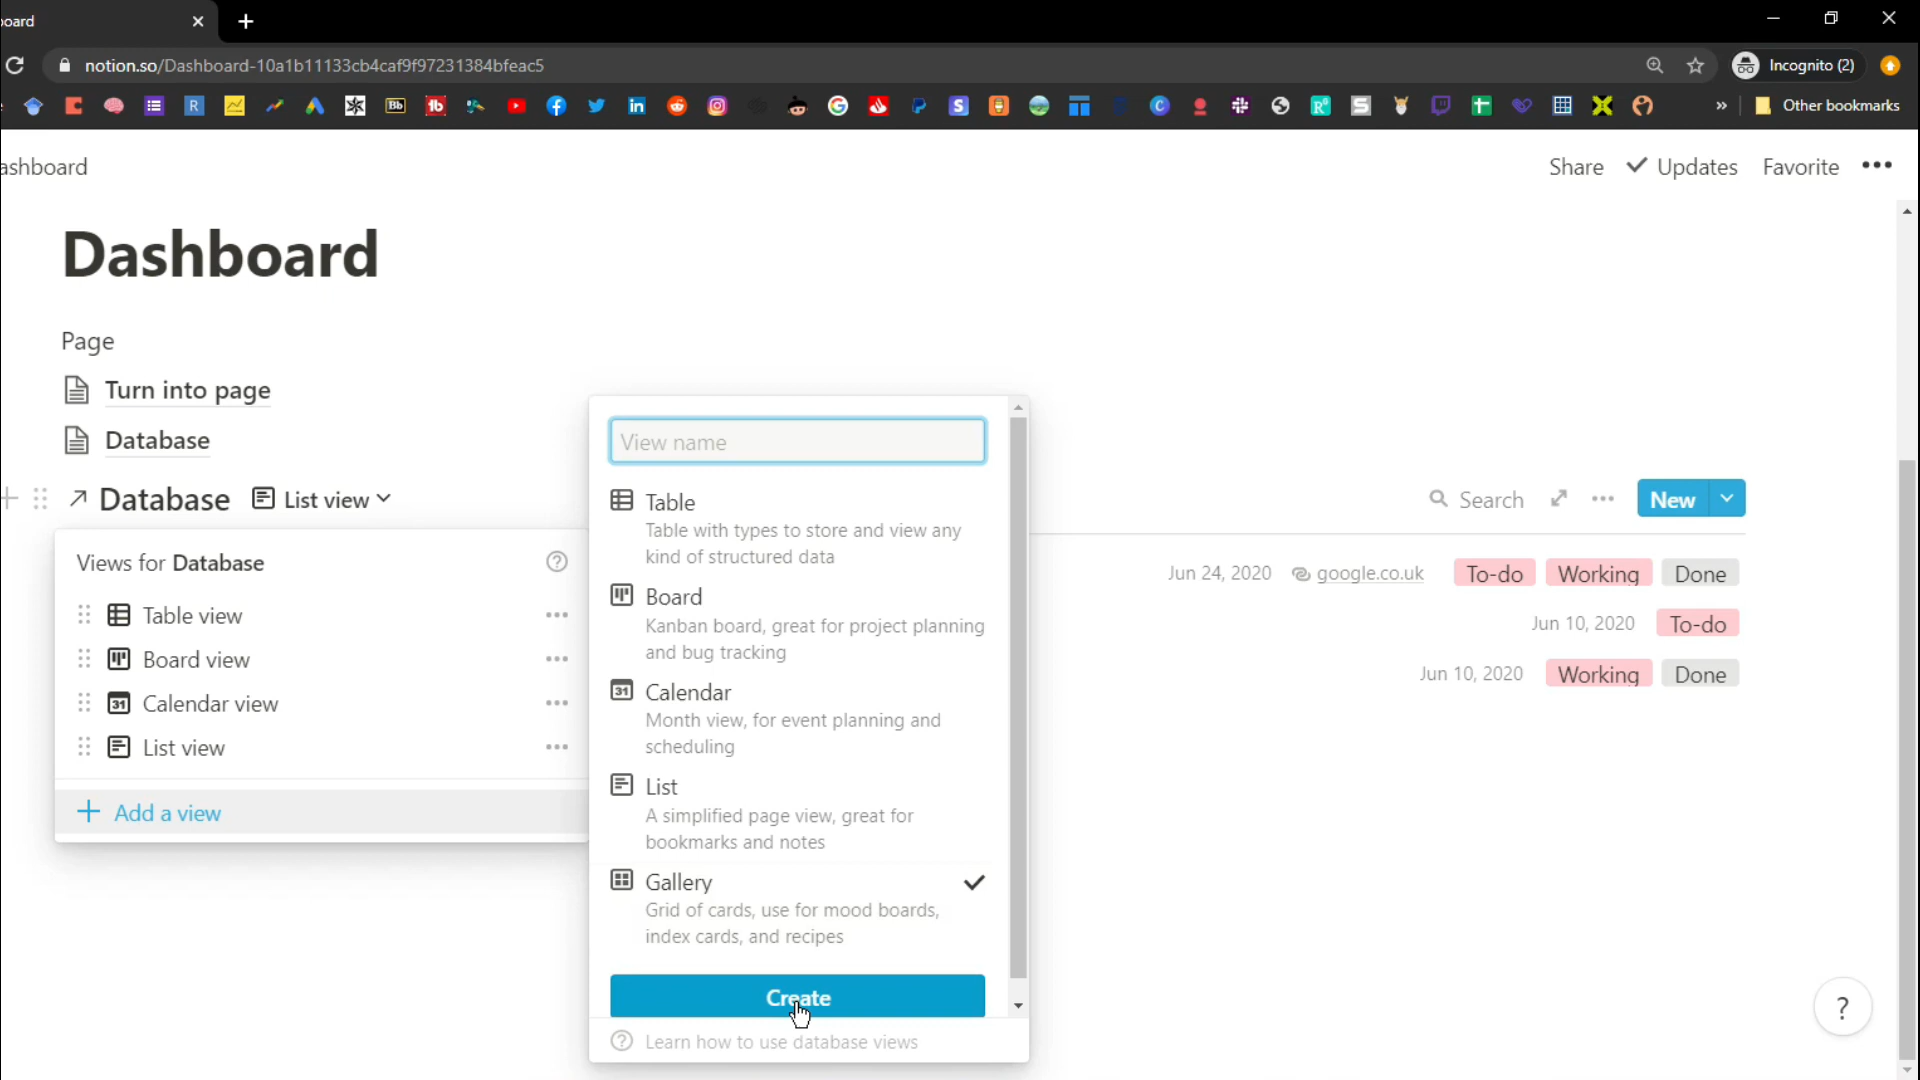 board
notion.so/Dashboard-10a1b11133cb4caf9f97231384bfeac5
Incognito (2)
Bb
Other bookmarks
ashboard
Share
Updates
Favorite
Dashboard
Page
Turn into page
Database
Database
List view
Search
New
Views for Database
Table view
Board view
Calendar view
List view
Add a view
View name
Table
Table with types to store and view any
kind of structured data
Board
Kanban board, great for project planning
and bug tracking
31 Calendar
Month view, for event planning and
scheduling
List
A simplified page view, great for
bookmarks and notes
Gallery
Grid of cards, use for mood boards,
index cards, and recipes
Create
Learn how to use database views
Jun 24, 2020 google.co.uk To-do Working Done
Jun 10, 2020 To-do
Jun 10, 2020 Working Done
?